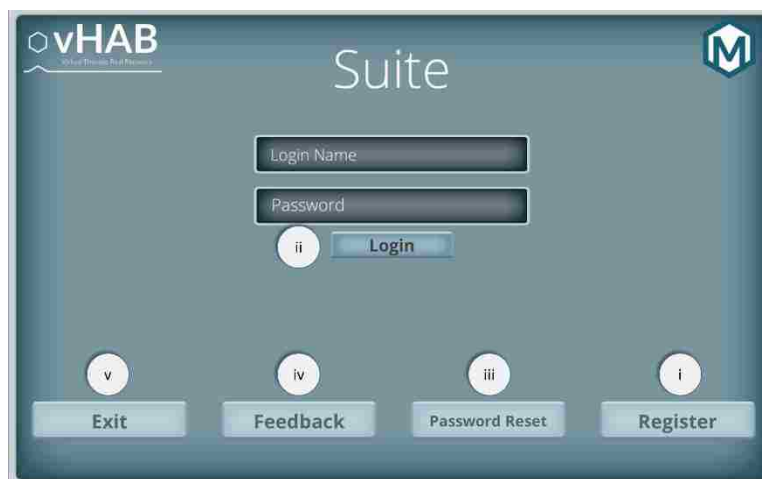 vHAB
Suite
M
Login Name
Password
ii
Login
v
iv
iii
i
Exit
Feedback
Password Reset
Register